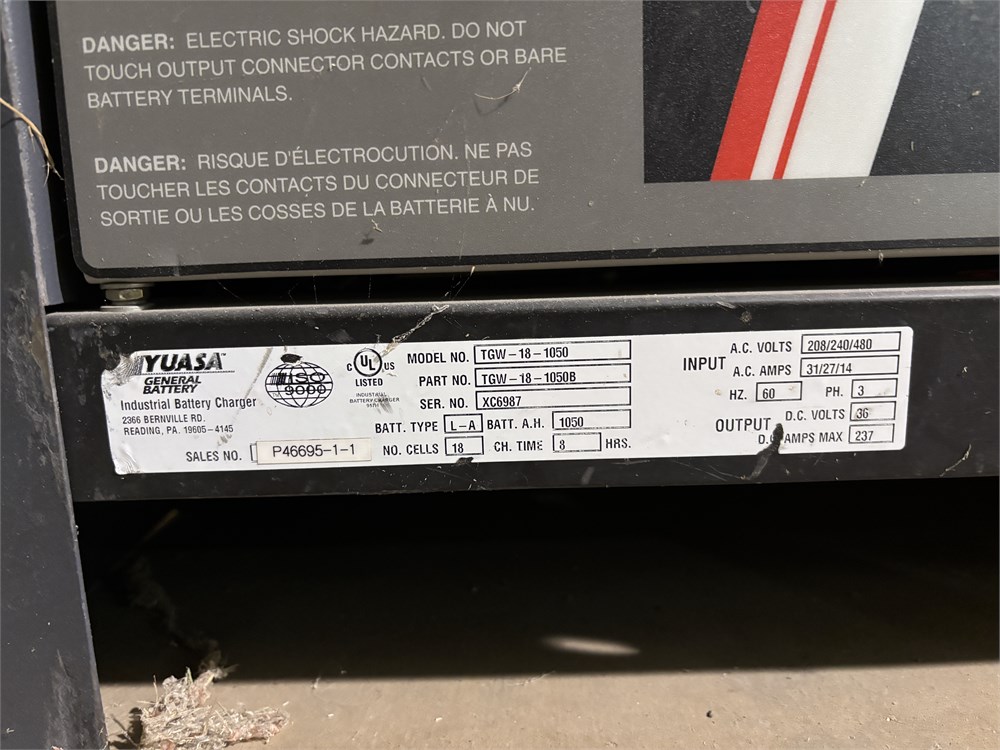 DANGER: ELECTRIC SHOCK HAZARD. DO NOT
TOUCH OUTPUT CONNECTOR CONTACTS OR BARE
BATTERY TERMINALS.
DANGER: RISQUE D'ÉLECTROCUTION. NE PAS
TOUCHER LES CONTACTS DU CONNECTEUR DE
SORTIE OU LES COSSES DE LA BATTERIE À NU.
YUASA™
GENERAL
BATTERY
Industrial Battery Charger
2366 BERNVILLE RD.
READING, PA. 19605-4145
SALES NO. P46695-1-1
ISO
9000
C UL US
LISTED
INDUSTRIAL
BATTERY CHARGER
MODEL NO. TGW-18-1050
PART NO. TGW-18-1050B
SER. NO. XC6987
BATT. TYPE L-A BATT. A.H. 1050
NO. CELLS 18 CH. TIME 8 HRS.
INPUT A.C. VOLTS 208/240/480
A.C. AMPS 31/27/14
HZ. 60 PH. 3
OUTPUT D.C. VOLTS 36
D.C. AMPS MAX 237